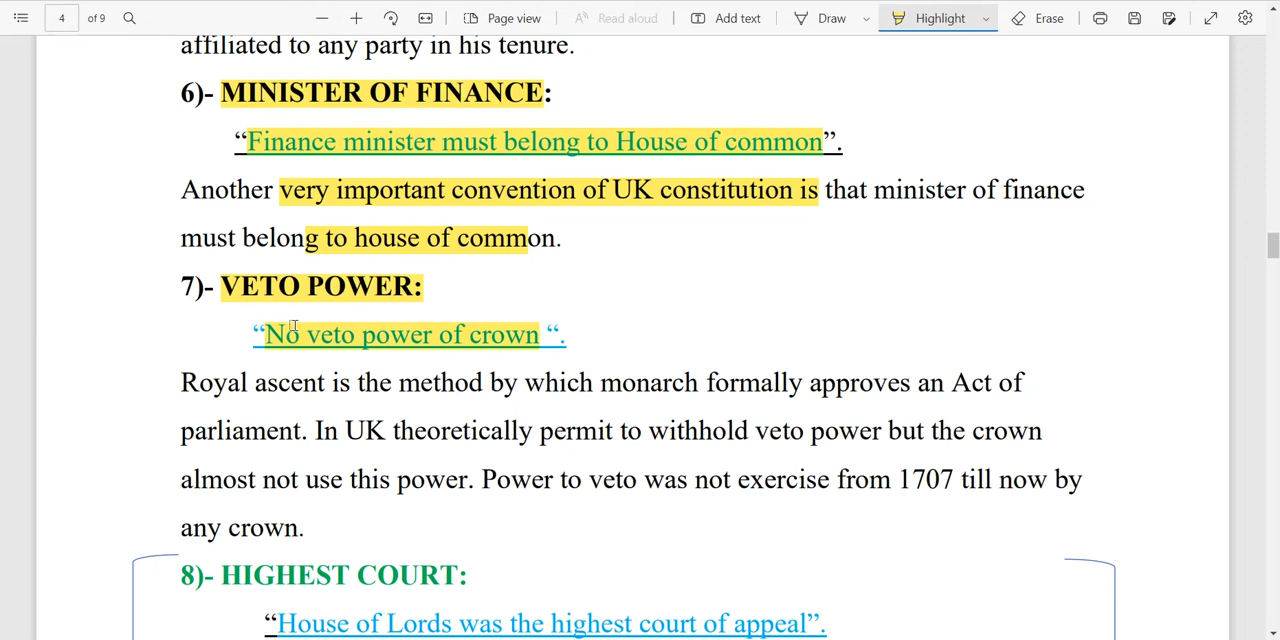 4 of 9 Page view Read aloud Add text Draw Highlight Erase
affiliated to any party in his tenure.
6)- MINISTER OF FINANCE:
“Finance minister must belong to House of common”.
Another very important convention of UK constitution is that minister of finance
must belong to house of common.
7)- VETO POWER:
“No veto power of crown “.
Royal ascent is the method by which monarch formally approves an Act of
parliament. In UK theoretically permit to withhold veto power but the crown
almost not use this power. Power to veto was not exercise from 1707 till now by
any crown.
8)- HIGHEST COURT:
“House of Lords was the highest court of appeal”.